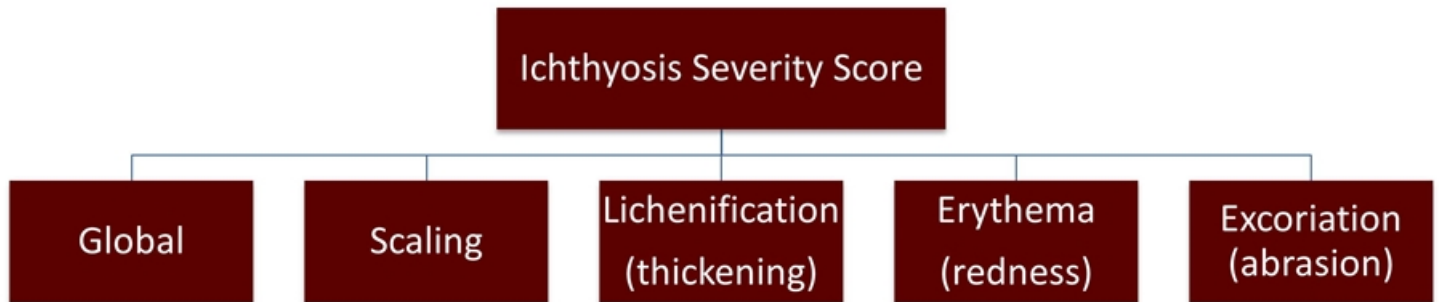 Ichthyosis Severity Score
Global
Scaling
Lichenification
(thickening)
Erythema
(redness)
Excoriation
(abrasion)